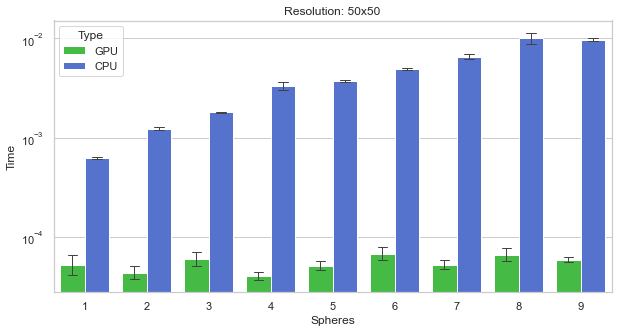 Resolution: 50x50
Type
GPU
CPU
Time
10⁻²
10⁻³
10⁻⁴
1 2 3 4 5 6 7 8 9
Spheres